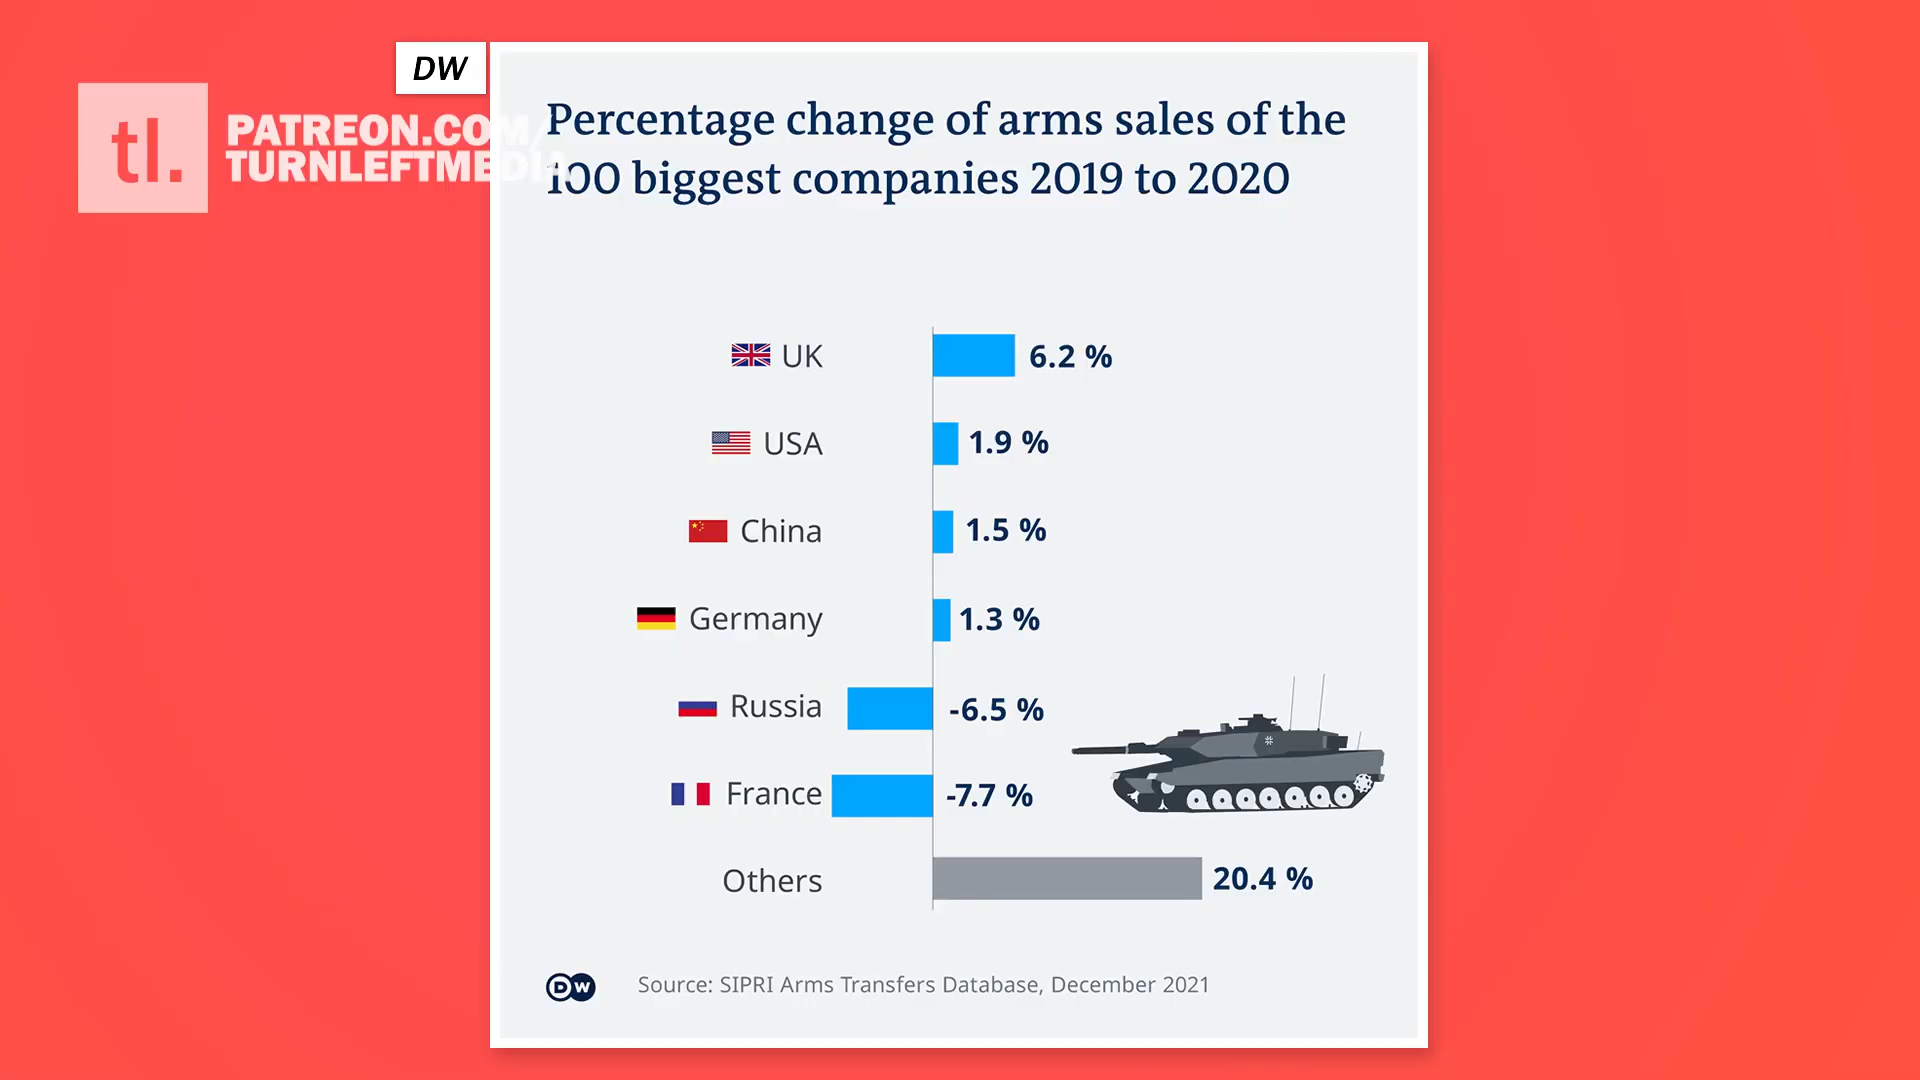 DW
tl.
PATREON.COM/
TURNLEFTMEDIA
Percentage change of arms sales of the
100 biggest companies 2019 to 2020
UK 6.2 %
USA 1.9 %
China 1.5 %
Germany 1.3 %
Russia -6.5 %
France -7.7 %
Others 20.4 %
DW Source: SIPRI Arms Transfers Database, December 2021